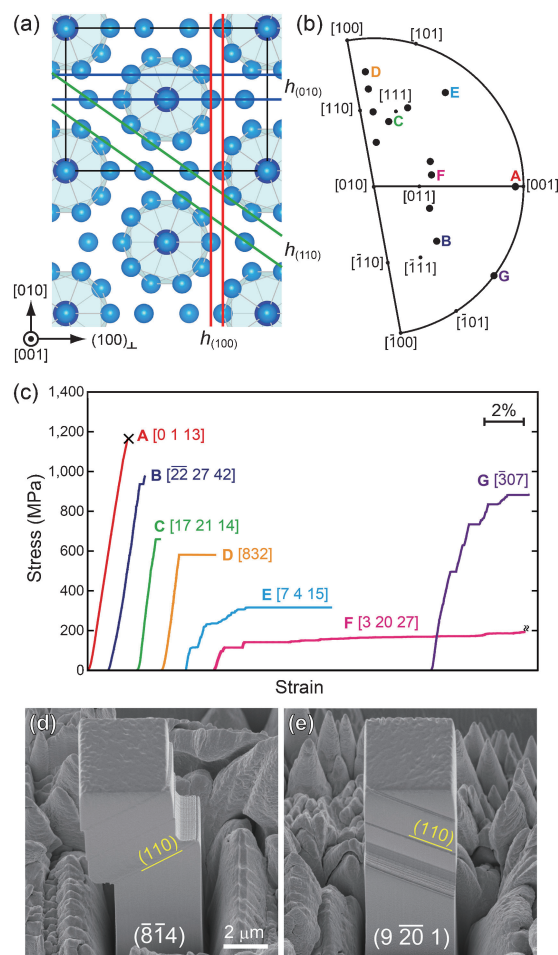 (a)
h(010)
h(110)
[010]
[001]
(100)⊥
h(100)
(b)
[100]
[101]
D
E
[111]
[110]
C
F
A
[010]
[011]
[001]
B
[1̅10]
[1̅11]
G
[1̅01]
[1̅00]
(c)
1,400
1,200
1,000
800
600
400
200
0
Stress (MPa)
Strain
2%
A [0 1 13]
B [2̅2̅ 27 42]
C [17 21 14]
D [832]
E [7 4 15]
F [3 20 27]
G [3̅07]
(d)
(110)
(8̅1̅4)
2 μm
(e)
(110)
(9 2̅0̅ 1)